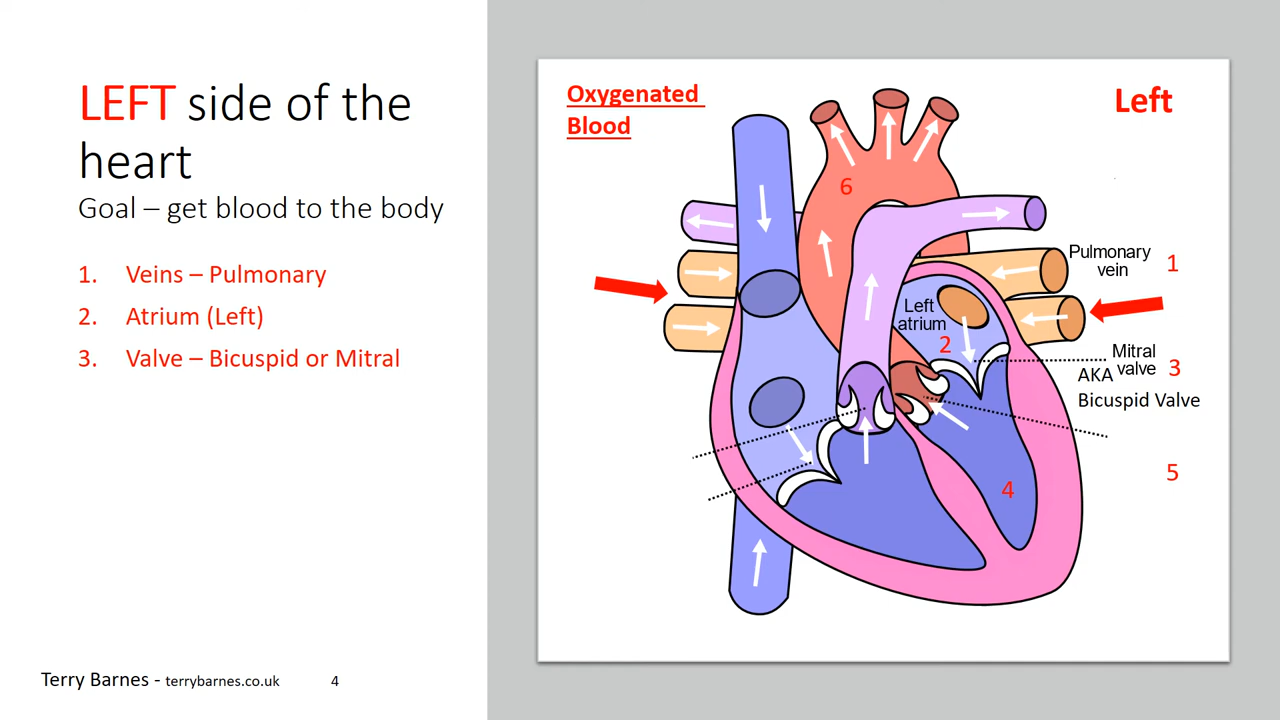 LEFT side of the
heart
Goal – get blood to the body
1. Veins – Pulmonary
2. Atrium (Left)
3. Valve – Bicuspid or Mitral
Terry Barnes - terrybarnes.co.uk 4
Oxygenated
Blood
Left
6
Pulmonary
vein
1
Left
atrium
2
Mitral
valve
3
AKA
Bicuspid Valve
5
4